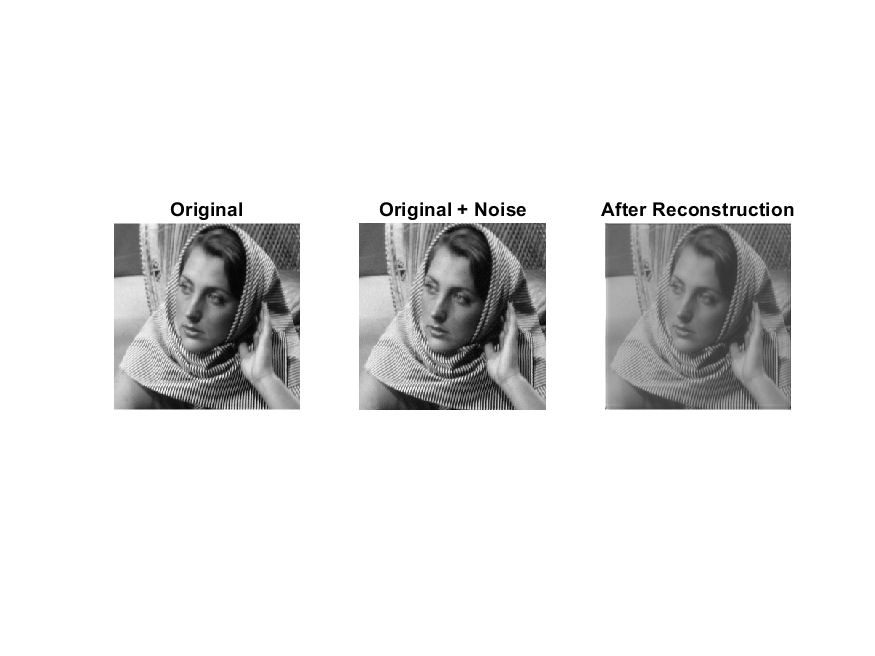 Original
Original + Noise
After Reconstruction